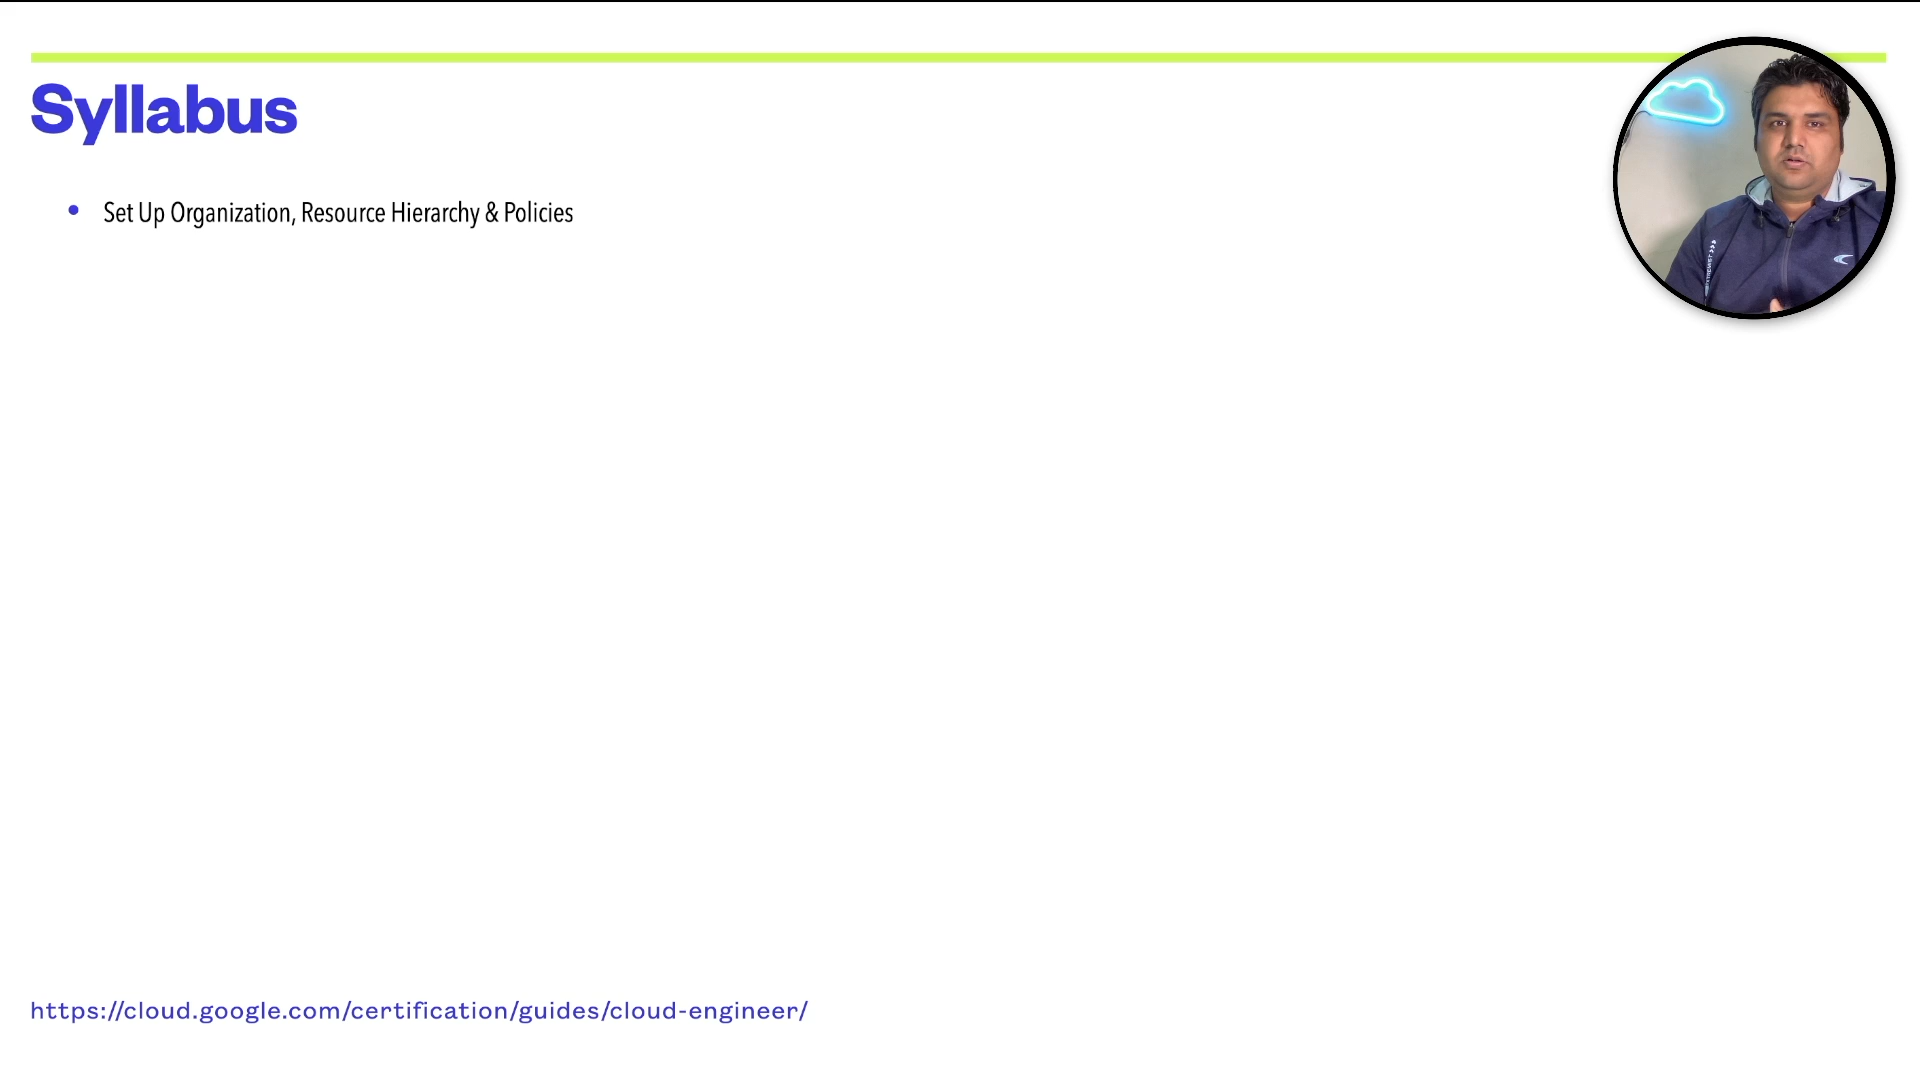 Syllabus
Set Up Organization, Resource Hierarchy & Policies
https://cloud.google.com/certification/guides/cloud-engineer/